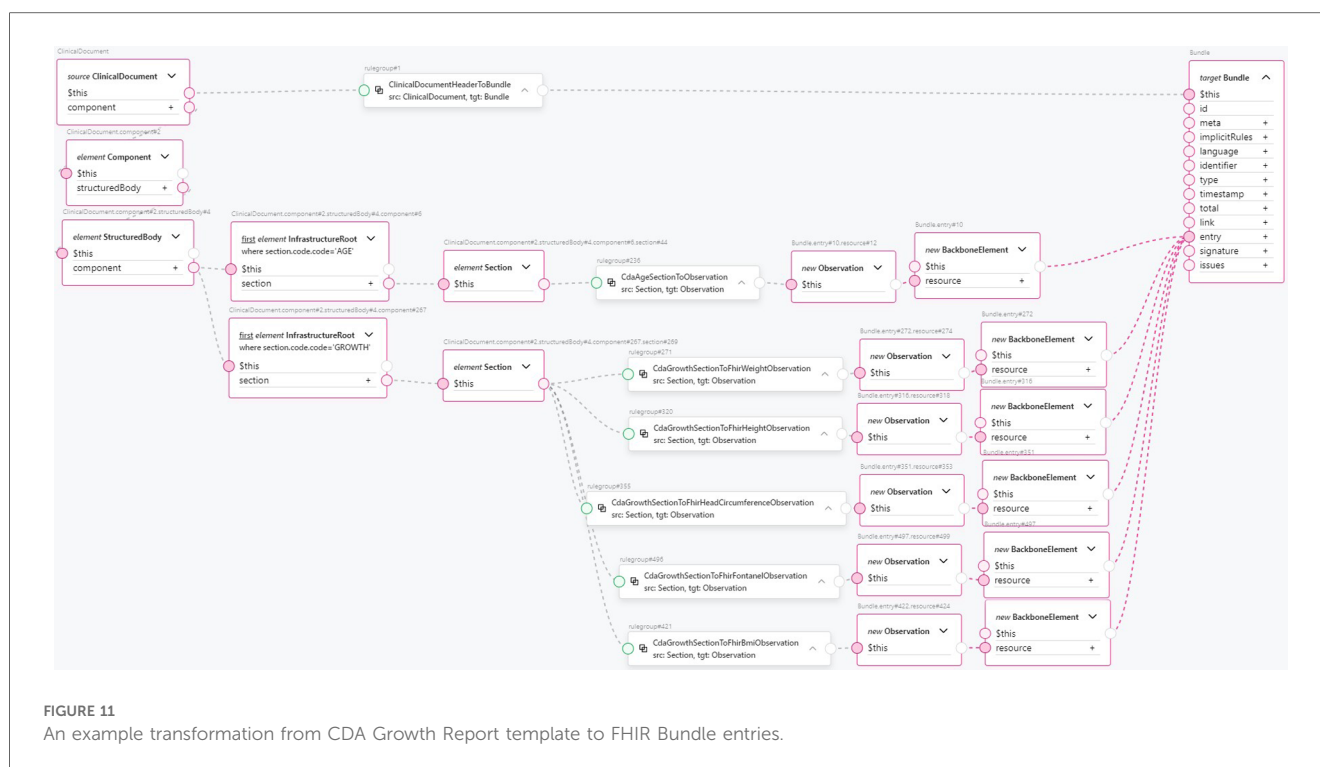 ClinicalDocument
source ClinicalDocument
$this
component +
rulegroup#1
ClinicalDocumentHeaderToBundle
src: ClinicalDocument, tgt: Bundle
Bundle
target Bundle
$this
id
meta +
implicitRules +
language +
identifier +
type +
timestamp +
total +
link +
entry +
signature +
issues +
ClinicalDocument.component#2
element Component
$this
structuredBody +
ClinicalDocument.component#2.structuredBody#4
element StructuredBody
$this
component +
ClinicalDocument.component#2.structuredBody#4.component#6
first element InfrastructureRoot
where section.code.code='AGE'
$this
section +
ClinicalDocument.component#2.structuredBody#4.component#6.section#44
element Section
$this
rulegroup#236
CdaAgeSectionToObservation
src: Section, tgt: Observation
Bundle.entry#10.resource#12
new Observation
$this
Bundle.entry#10
new BackboneElement
$this
resource +
ClinicalDocument.component#2.structuredBody#4.component#267
first element InfrastructureRoot
where section.code.code='GROWTH'
$this
section +
ClinicalDocument.component#2.structuredBody#4.component#267.section#269
element Section
$this
rulegroup#271
CdaGrowthSectionToFhirWeightObservation
src: Section, tgt: Observation
Bundle.entry#272.resource#274
new Observation
$this
Bundle.entry#272
new BackboneElement
$this
resource +
rulegroup#320
CdaGrowthSectionToFhirHeightObservation
src: Section, tgt: Observation
Bundle.entry#316.resource#318
new Observation
$this
Bundle.entry#316
new BackboneElement
$this
resource +
rulegroup#355
CdaGrowthSectionToFhirHeadCircumferenceObservation
src: Section, tgt: Observation
Bundle.entry#351.resource#353
new Observation
$this
Bundle.entry#351
new BackboneElement
$this
resource +
rulegroup#496
CdaGrowthSectionToFhirFontanelObservation
src: Section, tgt: Observation
Bundle.entry#497.resource#499
new Observation
$this
Bundle.entry#497
new BackboneElement
$this
resource +
rulegroup#421
CdaGrowthSectionToFhirBmiObservation
src: Section, tgt: Observation
Bundle.entry#422.resource#424
new Observation
$this
new BackboneElement
$this
resource +
FIGURE 11
An example transformation from CDA Growth Report template to FHIR Bundle entries.